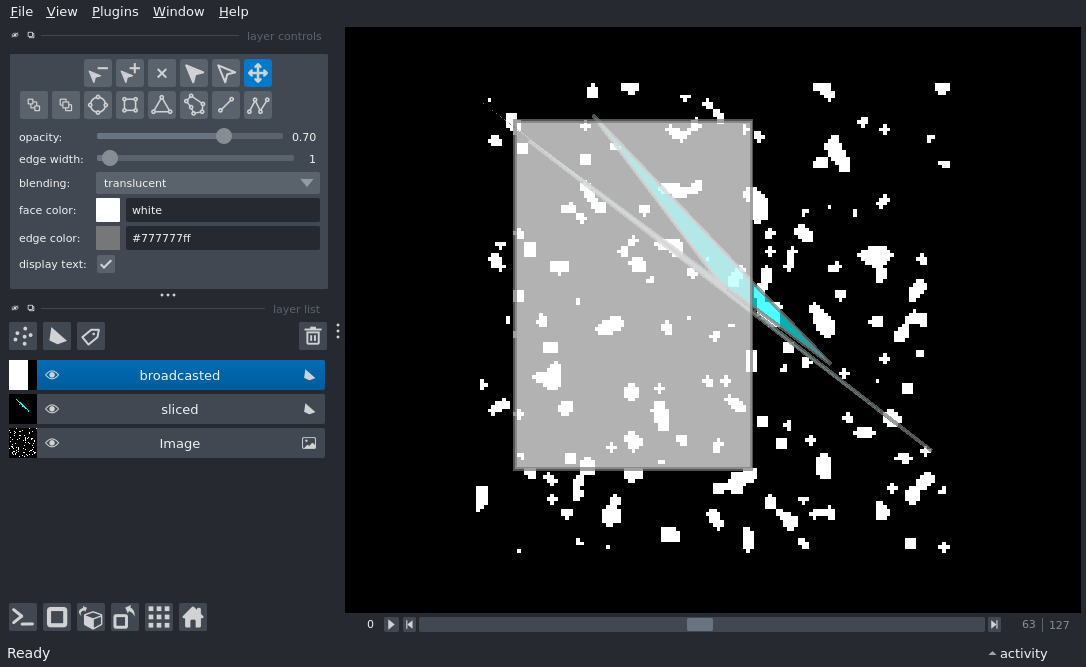 File View Plugins Window Help
layer controls
opacity: 0.70
edge width: 1
blending: translucent
face color: white
edge color: #777777ff
display text:
layer list
broadcasted
sliced
Image
0 63 127
Ready activity